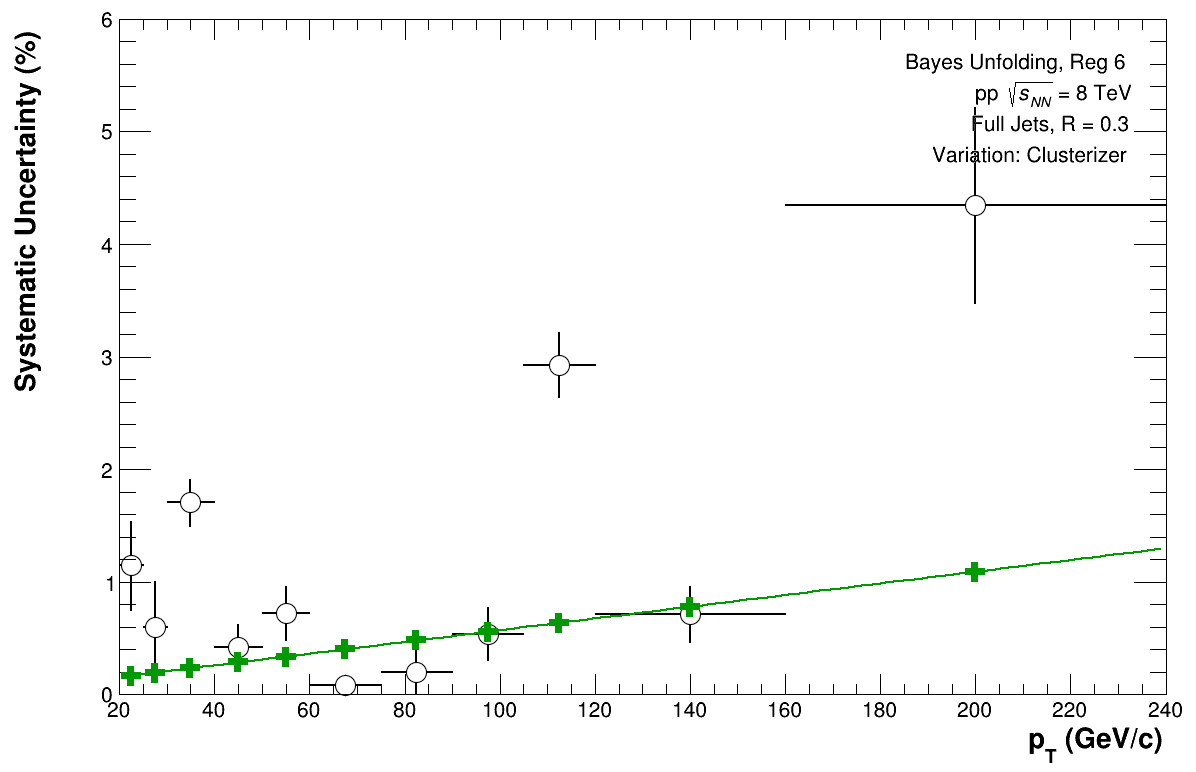 Systematic Uncertainty (%)
6
5
4
3
2
1
0
Bayes Unfolding, Reg 6
pp √s_NN = 8 TeV
Full Jets, R = 0.3
Variation: Clusterizer
20 40 60 80 100 120 140 160 180 200 220 240
p_T (GeV/c)